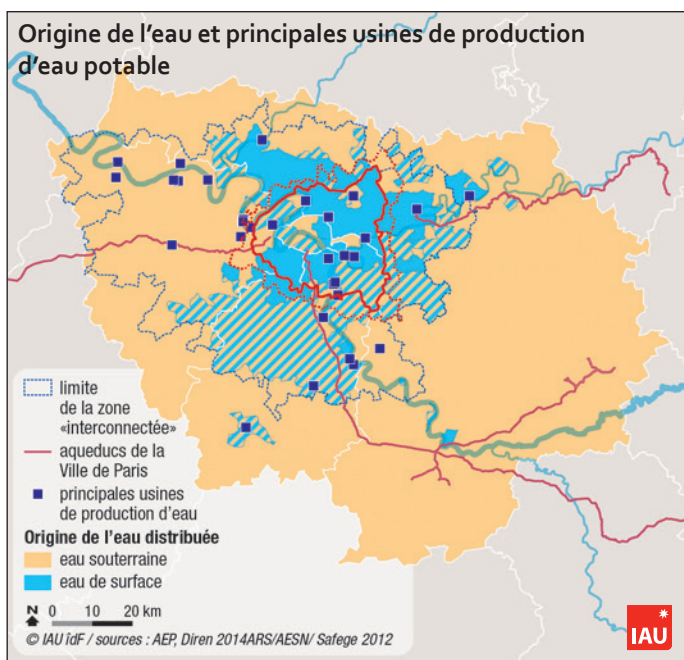 Origine de l'eau et principales usines de production
d'eau potable
limite
de la zone
«interconnectée»
aqueducs de la
Ville de Paris
principales usines
de production d'eau
Origine de l'eau distribuée
eau souterraine
eau de surface
N 0 10 20 km
© IAU îdF / sources : AEP, Diren 2014ARS/AESN/ Safege 2012
IAU